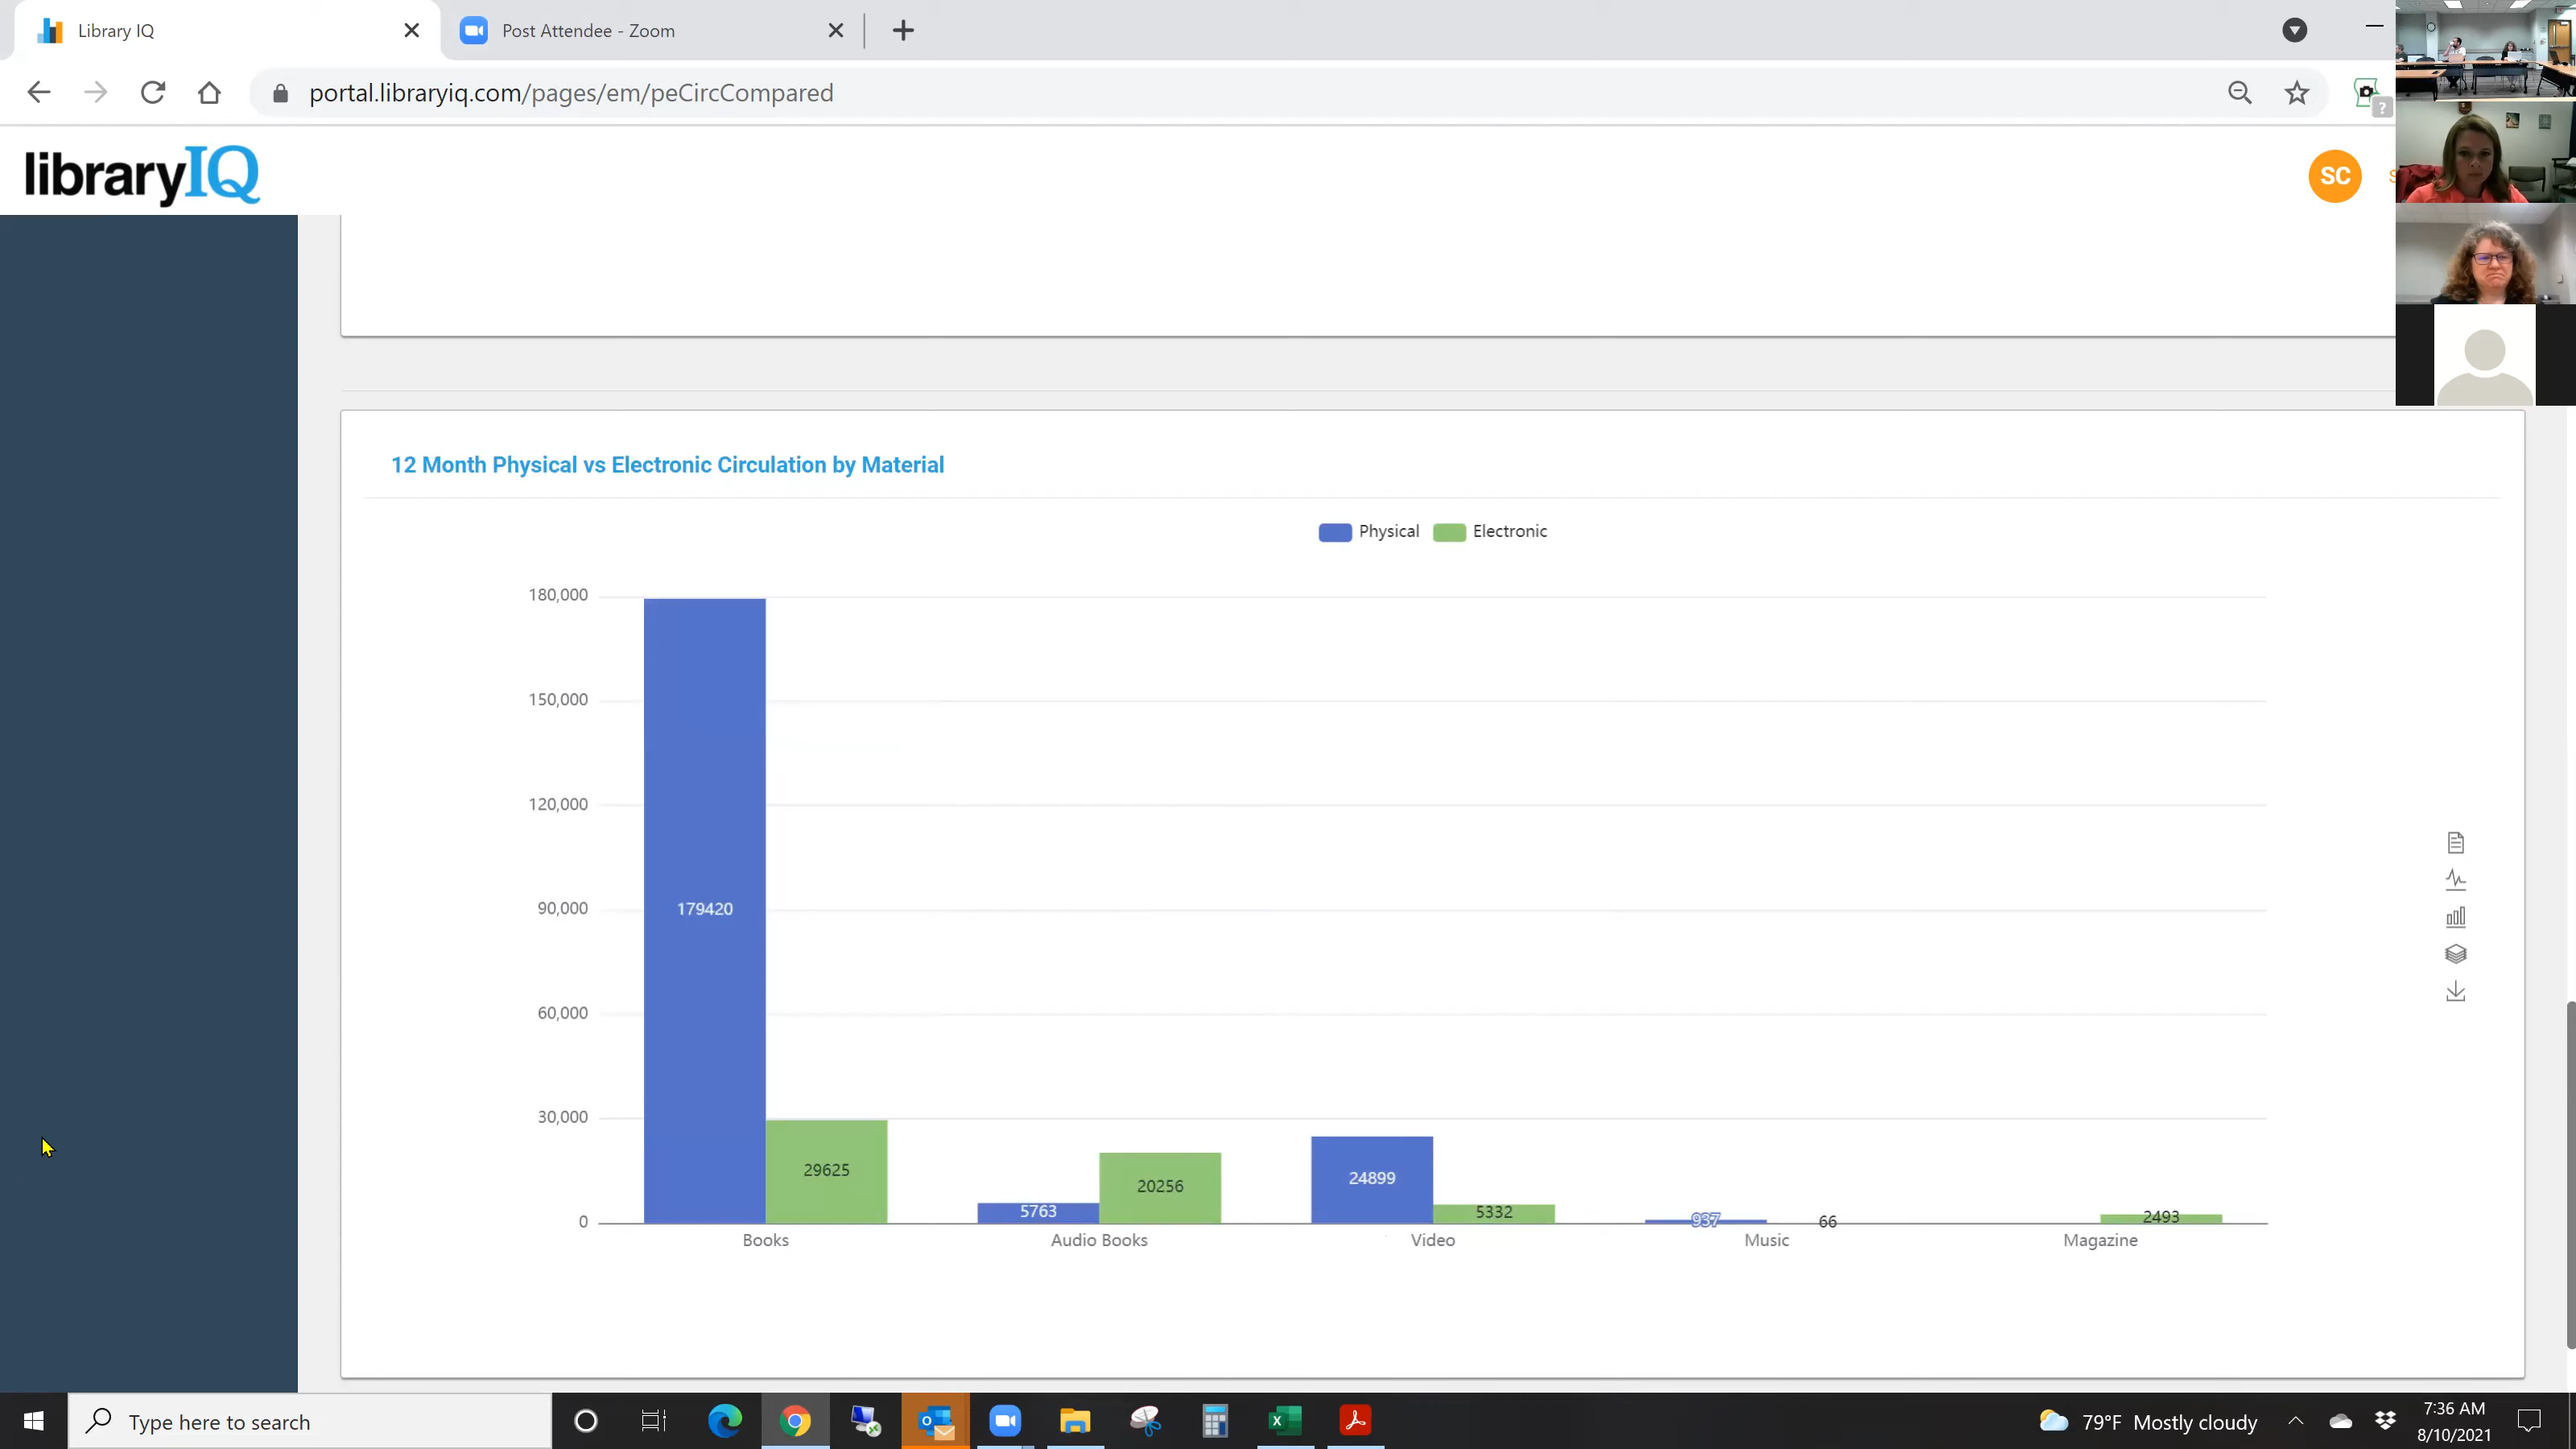 Library IQ
Post Attendee - Zoom
portal.libraryiq.com/pages/em/peCircCompared
?
libraryIQ
SC
12 Month Physical vs Electronic Circulation by Material
Physical Electronic
180,000
150,000
120,000
90,000
60,000
30,000
0
179420
29625
5763
20256
24899
5332
937
66
2493
Books Audio Books Video Music Magazine
Type here to search
79°F Mostly cloudy
7:36 AM
8/10/2021